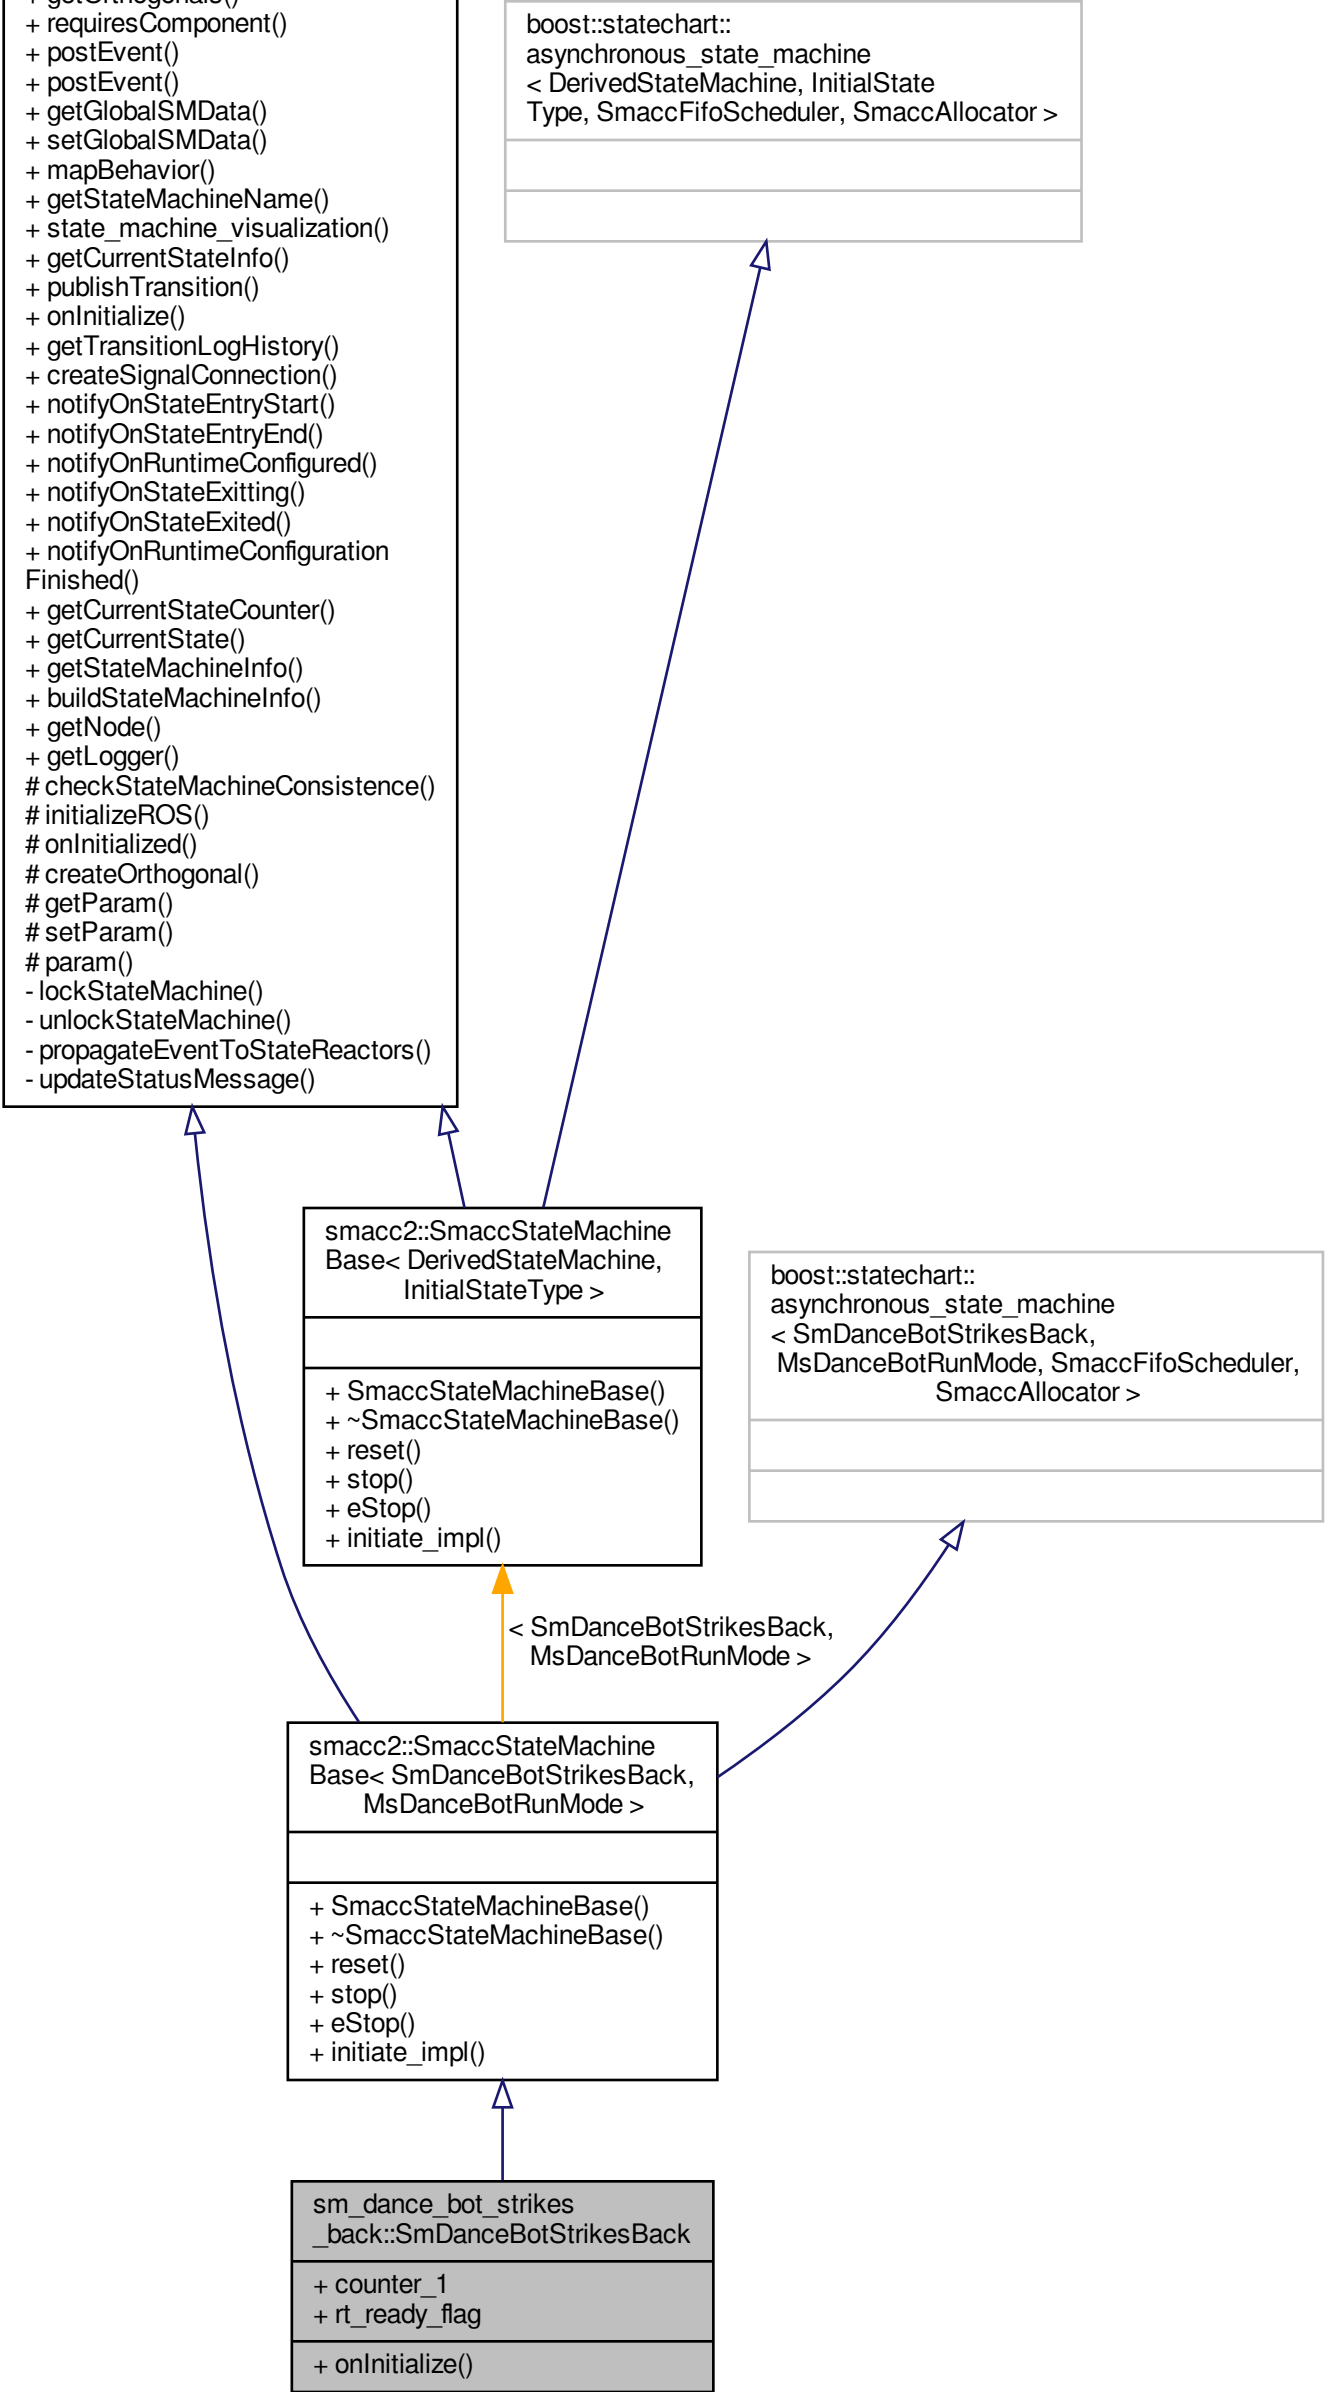 + getOrthogonals()
+ requiresComponent()
+ postEvent()
+ postEvent()
+ getGlobalSMData()
+ setGlobalSMData()
+ mapBehavior()
+ getStateMachineName()
+ state_machine_visualization()
+ getCurrentStateInfo()
+ publishTransition()
+ onInitialize()
+ getTransitionLogHistory()
+ createSignalConnection()
+ notifyOnStateEntryStart()
+ notifyOnStateEntryEnd()
+ notifyOnRuntimeConfigured()
+ notifyOnStateExitting()
+ notifyOnStateExited()
+ notifyOnRuntimeConfiguration
Finished()
+ getCurrentStateCounter()
+ getCurrentState()
+ getStateMachineInfo()
+ buildStateMachineInfo()
+ getNode()
+ getLogger()
# checkStateMachineConsistence()
# initializeROS()
# onInitialized()
# createOrthogonal()
# getParam()
# setParam()
# param()
- lockStateMachine()
- unlockStateMachine()
- propagateEventToStateReactors()
- updateStatusMessage()
boost::statechart::
asynchronous_state_machine
< DerivedStateMachine, InitialState
Type, SmaccFifoScheduler, SmaccAllocator >
smacc2::SmaccStateMachine
Base< DerivedStateMachine,
InitialStateType >
+ SmaccStateMachineBase()
+ ~SmaccStateMachineBase()
+ reset()
+ stop()
+ eStop()
+ initiate_impl()
boost::statechart::
asynchronous_state_machine
< SmDanceBotStrikesBack,
MsDanceBotRunMode, SmaccFifoScheduler,
SmaccAllocator >
< SmDanceBotStrikesBack,
MsDanceBotRunMode >
smacc2::SmaccStateMachine
Base< SmDanceBotStrikesBack,
MsDanceBotRunMode >
+ SmaccStateMachineBase()
+ ~SmaccStateMachineBase()
+ reset()
+ stop()
+ eStop()
+ initiate_impl()
sm_dance_bot_strikes
_back::SmDanceBotStrikesBack
+ counter_1
+ rt_ready_flag
+ onInitialize()